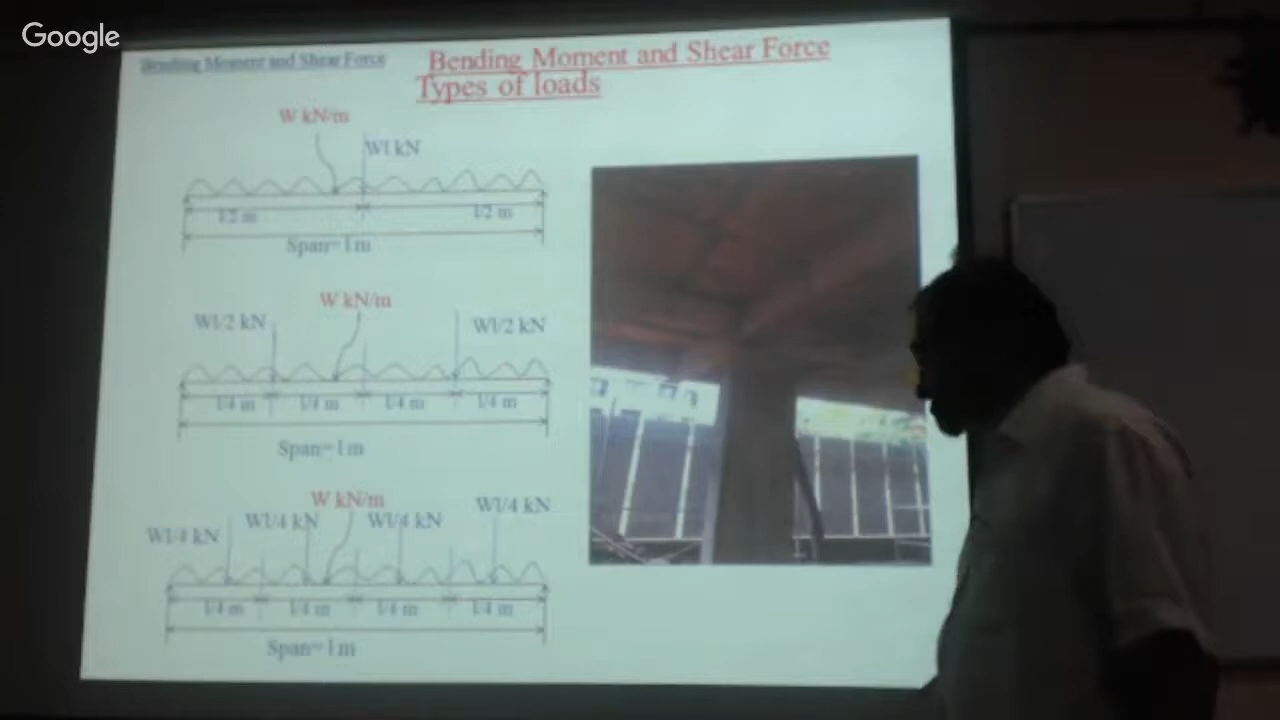 Google
Bending Moment and Shear Force
Bending Moment and Shear Force
Types of loads
W kN/m
Wl kN
l/2 m
l/2 m
Span=l m
W kN/m
Wl/2 kN
Wl/2 kN
l/4 m
l/4 m
l/4 m
l/4 m
Span=l m
W kN/m
Wl/4 kN
Wl/4 kN
Wl/4 kN
Wl/4 kN
l/4 m
l/4 m
l/4 m
l/4 m
Span=l m